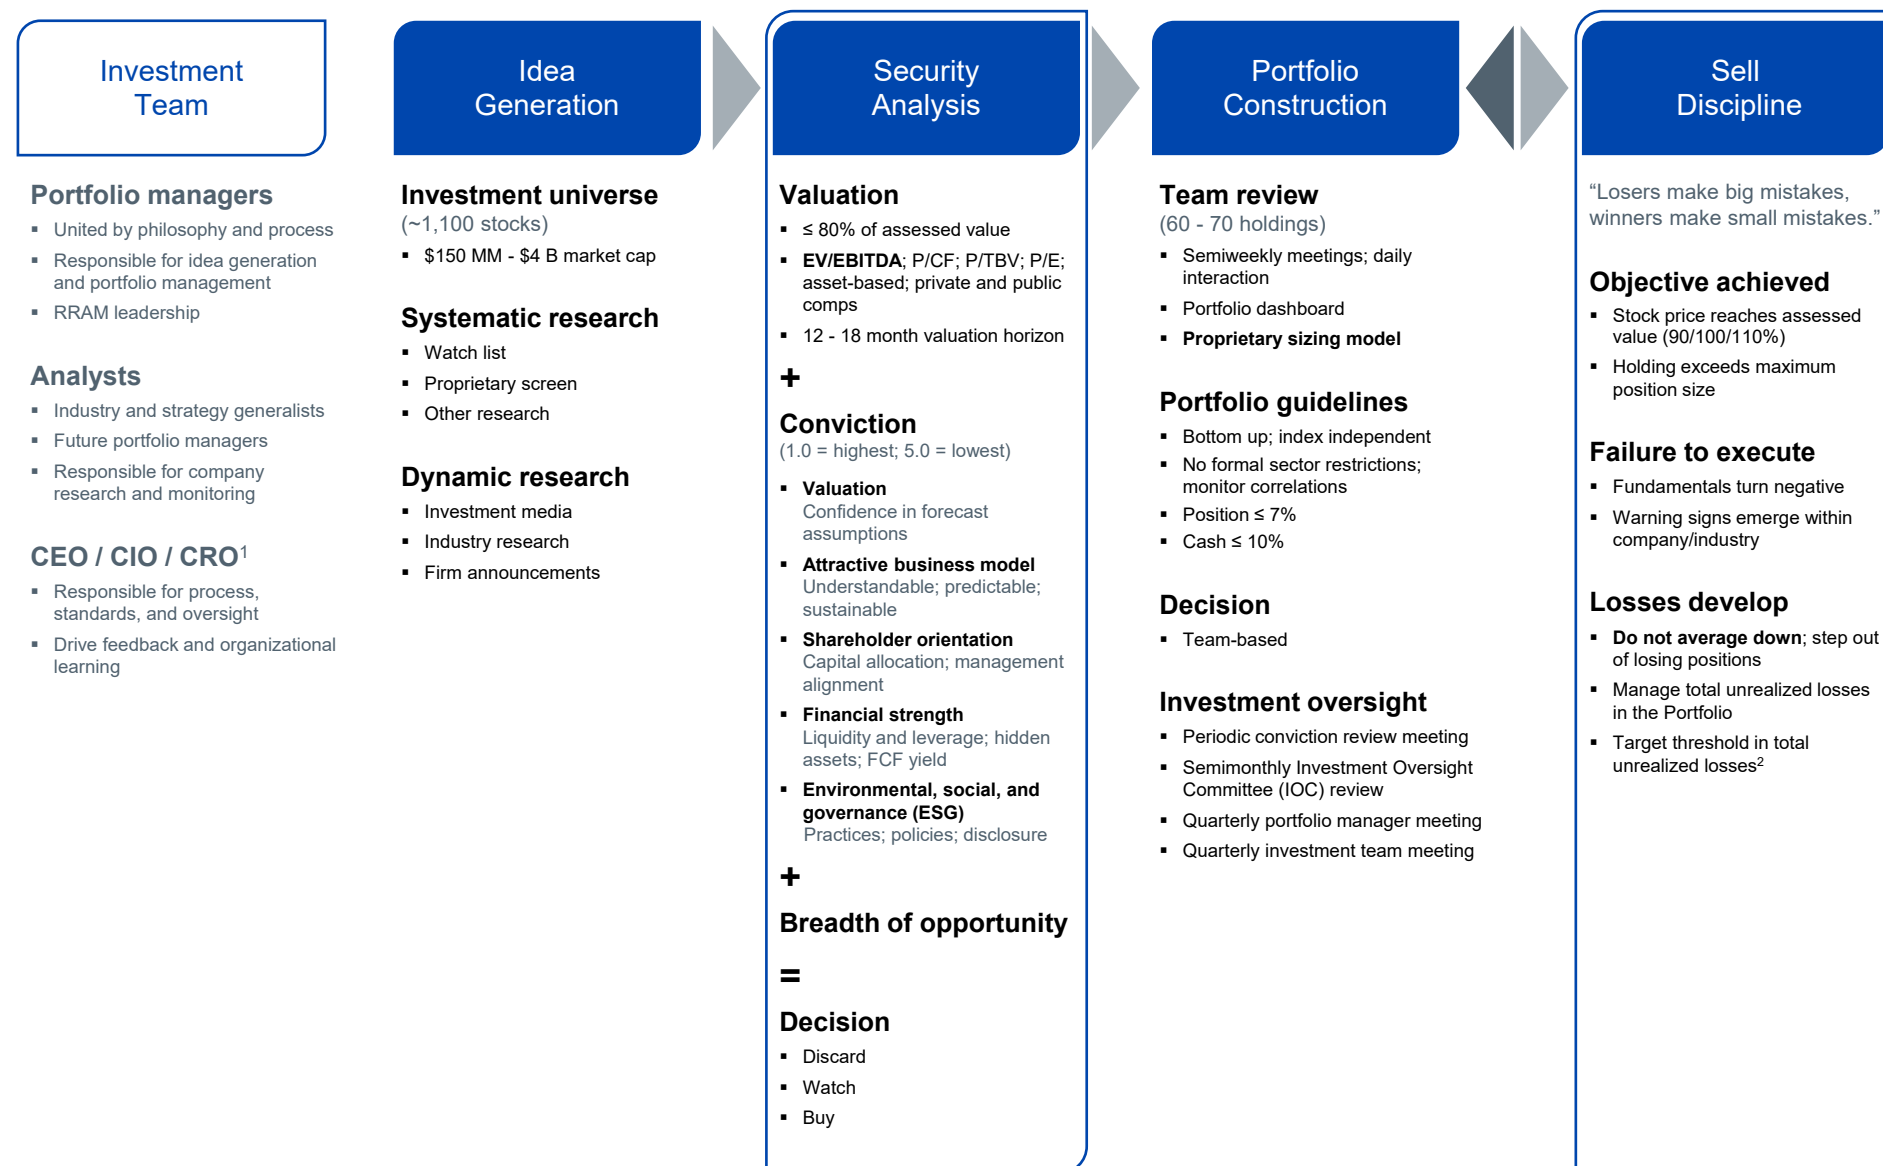 Investment
Team
Portfolio managers
▪ United by philosophy and process
▪ Responsible for idea generation
and portfolio management
▪ RRAM leadership
Analysts
▪ Industry and strategy generalists
▪ Future portfolio managers
▪ Responsible for company
research and monitoring
CEO / CIO / CRO¹
▪ Responsible for process,
standards, and oversight
▪ Drive feedback and organizational
learning
Idea
Generation
Investment universe
(~1,100 stocks)
▪ $150 MM - $4 B market cap
Systematic research
▪ Watch list
▪ Proprietary screen
▪ Other research
Dynamic research
▪ Investment media
▪ Industry research
▪ Firm announcements
Security
Analysis
Valuation
▪ ≤ 80% of assessed value
▪ EV/EBITDA; P/CF; P/TBV; P/E;
asset-based; private and public
comps
▪ 12 - 18 month valuation horizon
+
Conviction
(1.0 = highest; 5.0 = lowest)
▪ Valuation
Confidence in forecast
assumptions
▪ Attractive business model
Understandable; predictable;
sustainable
▪ Shareholder orientation
Capital allocation; management
alignment
▪ Financial strength
Liquidity and leverage; hidden
assets; FCF yield
▪ Environmental, social, and
governance (ESG)
Practices; policies; disclosure
+
Breadth of opportunity
=
Decision
▪ Discard
▪ Watch
▪ Buy
Portfolio
Construction
Team review
(60 - 70 holdings)
▪ Semiweekly meetings; daily
interaction
▪ Portfolio dashboard
▪ Proprietary sizing model
Portfolio guidelines
▪ Bottom up; index independent
▪ No formal sector restrictions;
monitor correlations
▪ Position ≤ 7%
▪ Cash ≤ 10%
Decision
▪ Team-based
Investment oversight
▪ Periodic conviction review meeting
▪ Semimonthly Investment Oversight
Committee (IOC) review
▪ Quarterly portfolio manager meeting
▪ Quarterly investment team meeting
Sell
Discipline
“Losers make big mistakes,
winners make small mistakes.”
Objective achieved
▪ Stock price reaches assessed
value (90/100/110%)
▪ Holding exceeds maximum
position size
Failure to execute
▪ Fundamentals turn negative
▪ Warning signs emerge within
company/industry
Losses develop
▪ Do not average down; step out
of losing positions
▪ Manage total unrealized losses
in the Portfolio
▪ Target threshold in total
unrealized losses²